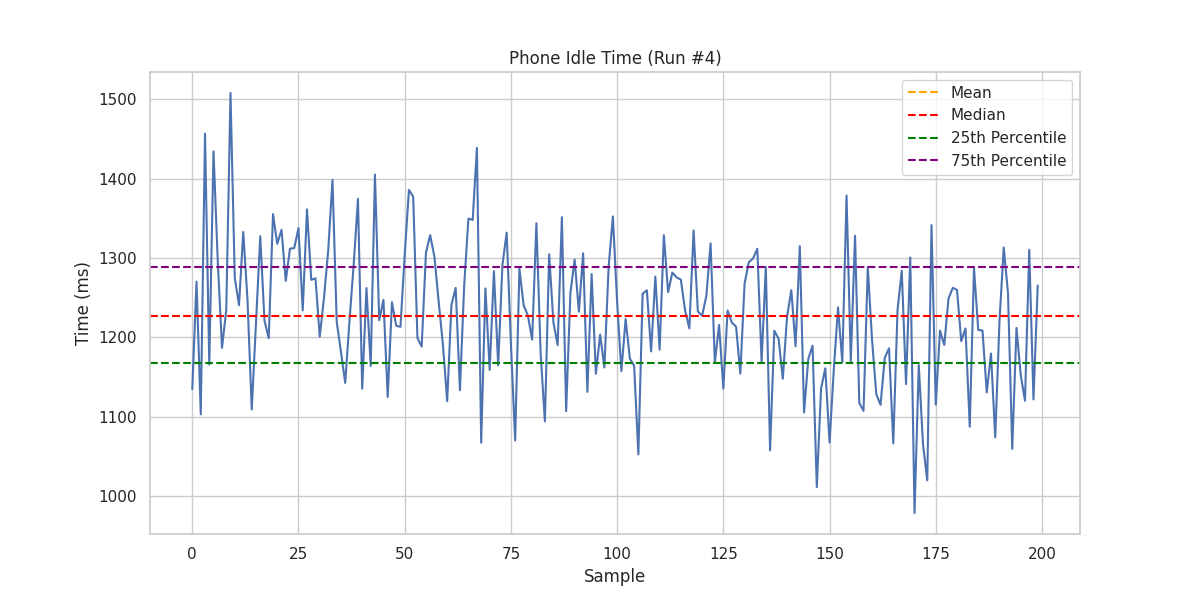 Phone Idle Time (Run #4)
Mean
Median
25th Percentile
75th Percentile
Time (ms)
1500
1400
1300
1200
1100
1000
0 25 50 75 100 125 150 175 200
Sample